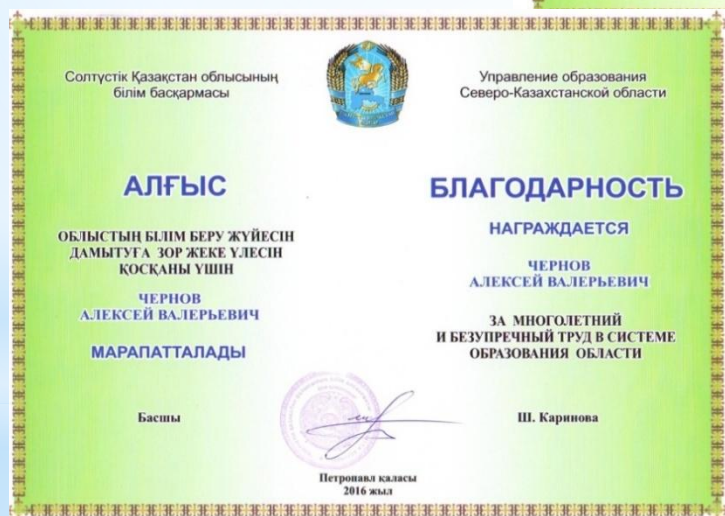 Солтүстік Қазақстан облысының
білім басқармасы
АЛҒЫС
ОБЛЫСТЫҢ БІЛІМ БЕРУ ЖҮЙЕСІН
ДАМЫТУҒА ЗОР ЖЕКЕ ҮЛЕСІН
ҚОСҚАНЫ ҮШІН
ЧЕРНОВ
АЛЕКСЕЙ ВАЛЕРЬЕВИЧ
МАРАПАТТАЛАДЫ
Басшы
Управление образования
Северо-Казахстанской области
БЛАГОДАРНОСТЬ
НАГРАЖДАЕТСЯ
ЧЕРНОВ
АЛЕКСЕЙ ВАЛЕРЬЕВИЧ
ЗА МНОГОЛЕТНИЙ
И БЕЗУПРЕЧНЫЙ ТРУД В СИСТЕМЕ
ОБРАЗОВАНИЯ ОБЛАСТИ
Ш. Каринова
Петропавл қаласы
2016 жыл